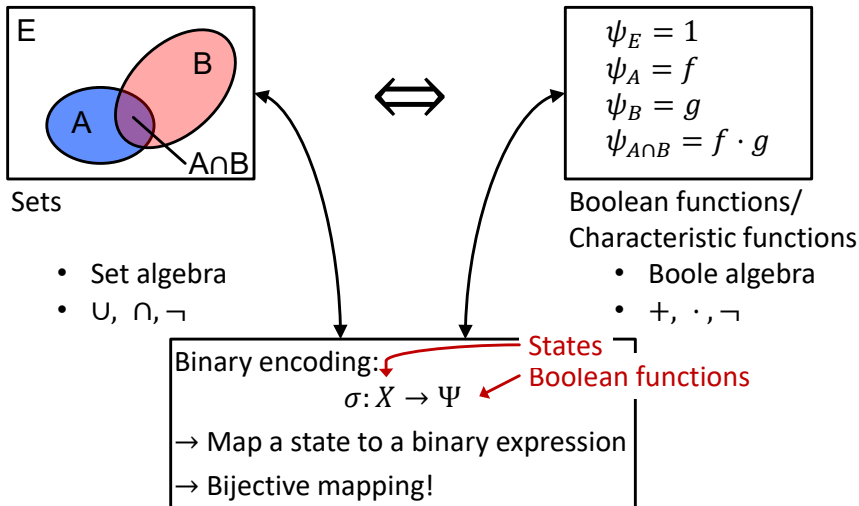 E
B
A
A∩B
Sets
• Set algebra
• ∪, ∩, ¬
⇔
ψ_E = 1
ψ_A = f
ψ_B = g
ψ_{A∩B} = f · g
Boolean functions/
Characteristic functions
• Boole algebra
• +, · , ¬
States
Binary encoding:
Boolean functions
σ: X → Ψ
→ Map a state to a binary expression
→ Bijective mapping!